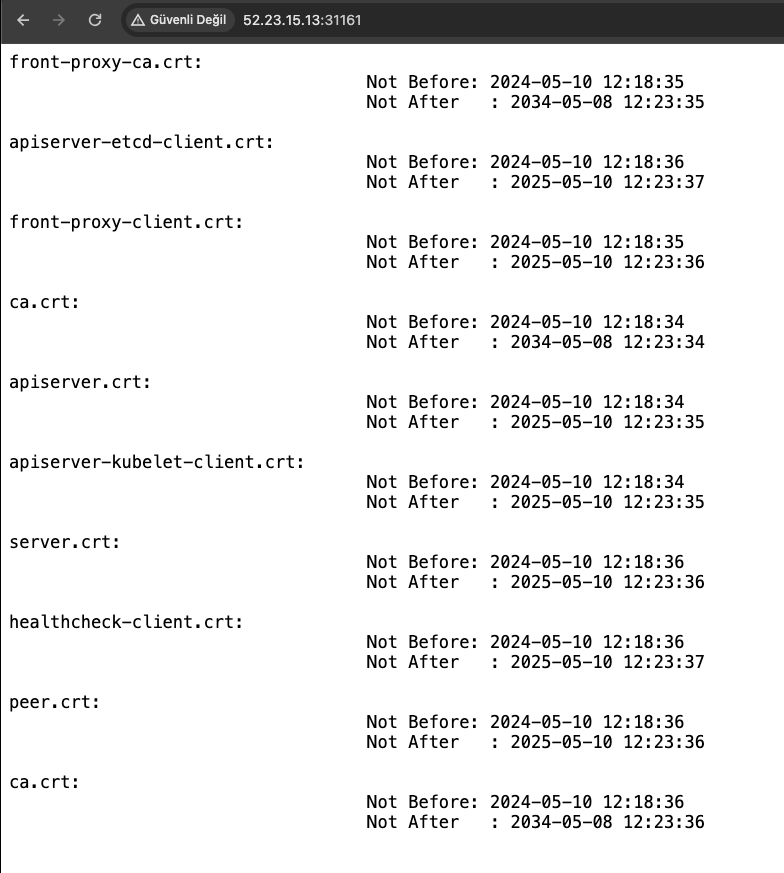 Güvenli Değil 52.23.15.13:31161
front-proxy-ca.crt:
Not Before: 2024-05-10 12:18:35
Not After   : 2034-05-08 12:23:35
apiserver-etcd-client.crt:
Not Before: 2024-05-10 12:18:36
Not After   : 2025-05-10 12:23:37
front-proxy-client.crt:
Not Before: 2024-05-10 12:18:35
Not After   : 2025-05-10 12:23:36
ca.crt:
Not Before: 2024-05-10 12:18:34
Not After   : 2034-05-08 12:23:34
apiserver.crt:
Not Before: 2024-05-10 12:18:34
Not After   : 2025-05-10 12:23:35
apiserver-kubelet-client.crt:
Not Before: 2024-05-10 12:18:34
Not After   : 2025-05-10 12:23:35
server.crt:
Not Before: 2024-05-10 12:18:36
Not After   : 2025-05-10 12:23:36
healthcheck-client.crt:
Not Before: 2024-05-10 12:18:36
Not After   : 2025-05-10 12:23:37
peer.crt:
Not Before: 2024-05-10 12:18:36
Not After   : 2025-05-10 12:23:36
ca.crt:
Not Before: 2024-05-10 12:18:36
Not After   : 2034-05-08 12:23:36